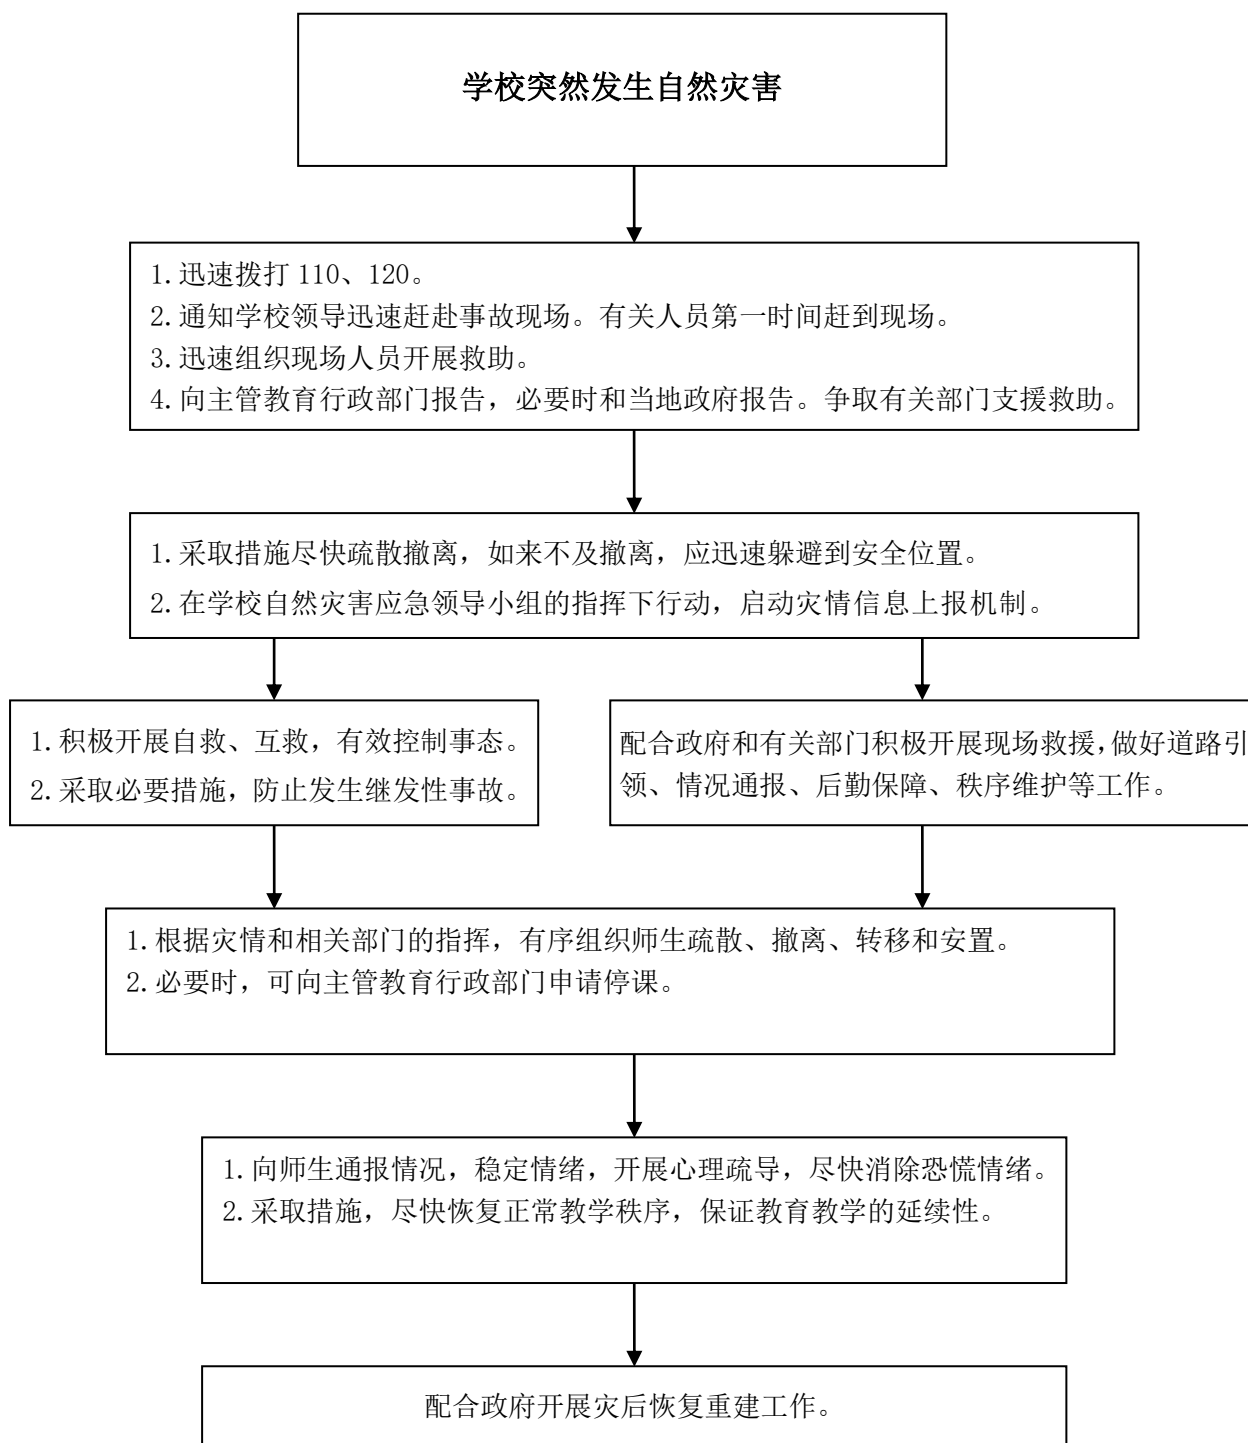 学校突然发生自然灾害
1.迅速拨打 110、120。
2.通知学校领导迅速赶赴事故现场。有关人员第一时间赶到现场。
3.迅速组织现场人员开展救助。
4.向主管教育行政部门报告，必要时和当地政府报告。争取有关部门支援救助。
1.采取措施尽快疏散撤离，如来不及撤离，应迅速躲避到安全位置。
2.在学校自然灾害应急领导小组的指挥下行动，启动灾情信息上报机制。
1.积极开展自救、互救，有效控制事态。
2.采取必要措施，防止发生继发性事故。
配合政府和有关部门积极开展现场救援，做好道路引
领、情况通报、后勤保障、秩序维护等工作。
1.根据灾情和相关部门的指挥，有序组织师生疏散、撤离、转移和安置。
2.必要时，可向主管教育行政部门申请停课。
1.向师生通报情况，稳定情绪，开展心理疏导，尽快消除恐慌情绪。
2.采取措施，尽快恢复正常教学秩序，保证教育教学的延续性。
配合政府开展灾后恢复重建工作。